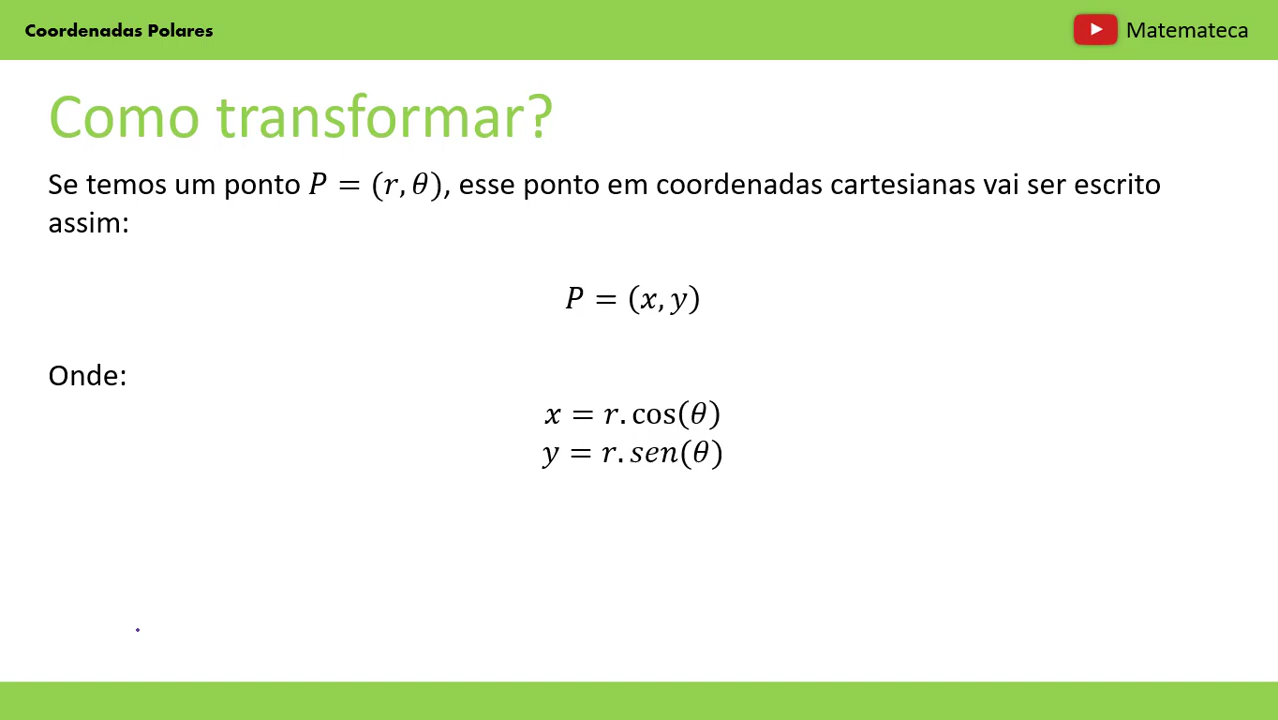 Coordenadas Polares
Matemateca
Como transformar?
Se temos um ponto 𝑃 = (𝑟, 𝜃), esse ponto em coordenadas cartesianas vai ser escrito
assim:
𝑃 = (𝑥, 𝑦)
Onde:
𝑥 = 𝑟. cos(𝜃)
𝑦 = 𝑟. 𝑠𝑒𝑛(𝜃)